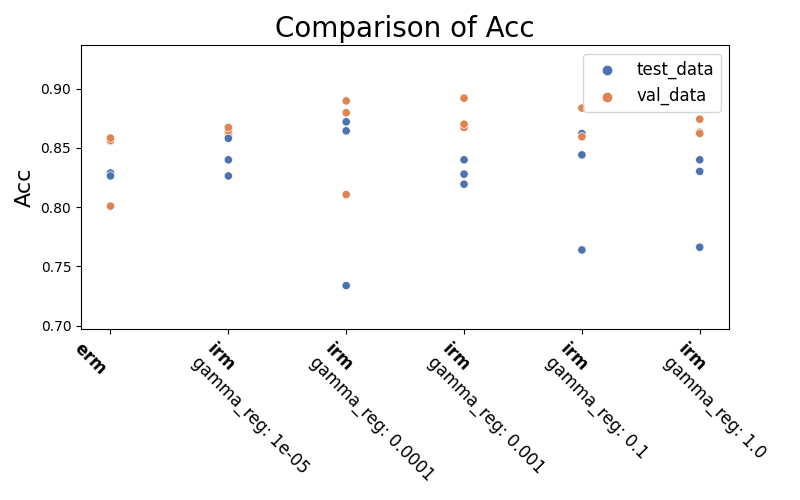 Comparison of Acc
Acc
0.90
0.85
0.80
0.75
0.70
test_data
val_data
erm
irm
gamma_reg: 1e-05
irm
gamma_reg: 0.0001
irm
gamma_reg: 0.001
irm
gamma_reg: 0.1
irm
gamma_reg: 1.0